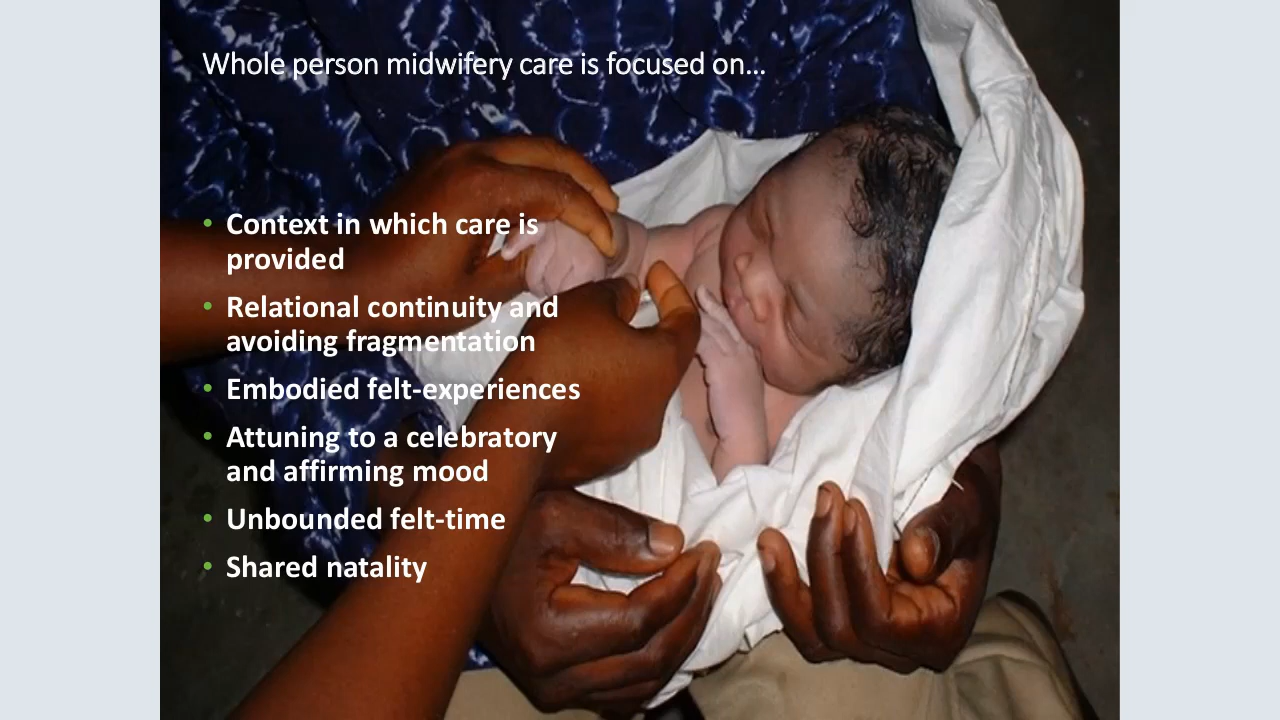 Whole person midwifery care is focused on…
• Context in which care is
provided
• Relational continuity and
avoiding fragmentation
• Embodied felt-experiences
• Attuning to a celebratory
and affirming mood
• Unbounded felt-time
• Shared natality